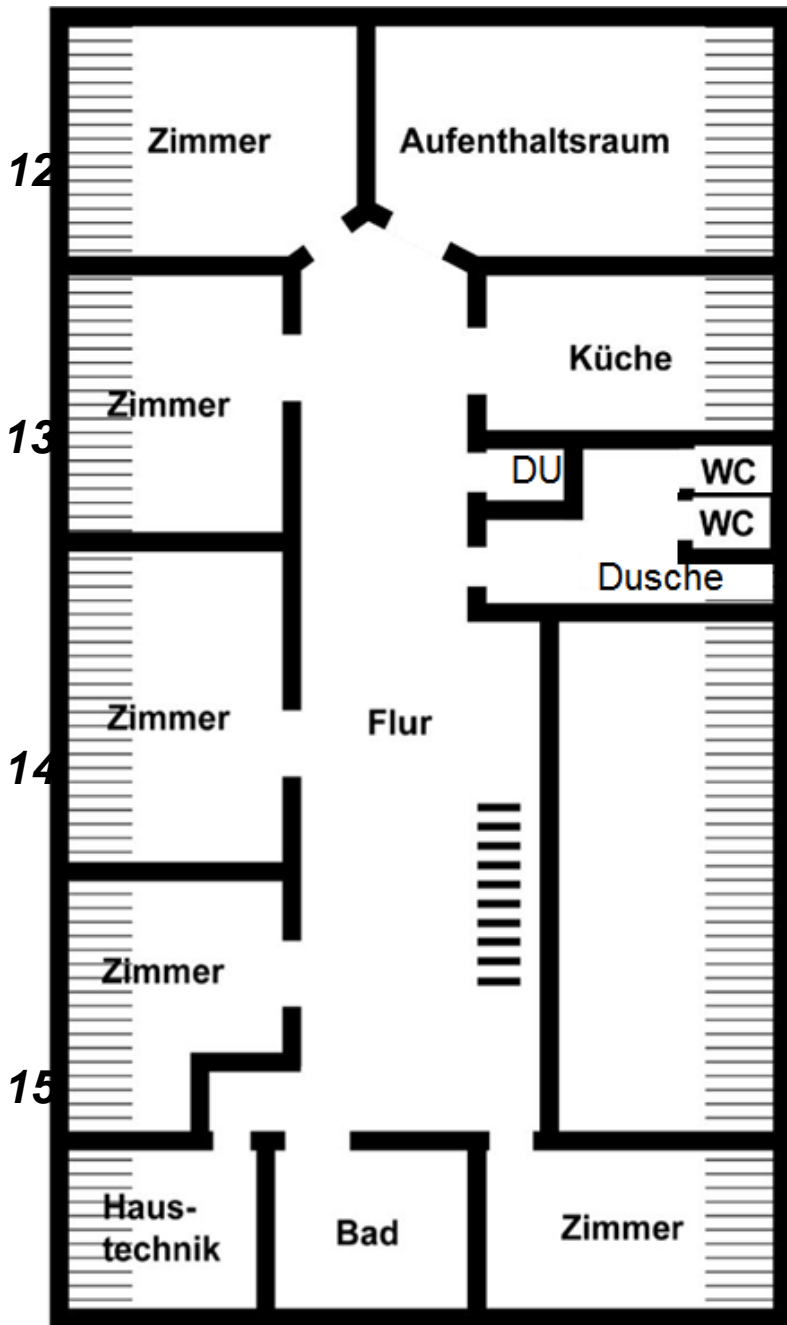 Zimmer
Aufenthaltsraum
12
Küche
Zimmer
13
DU
WC
WC
Dusche
Zimmer
Flur
14
Zimmer
15
Haus-
technik
Bad
Zimmer